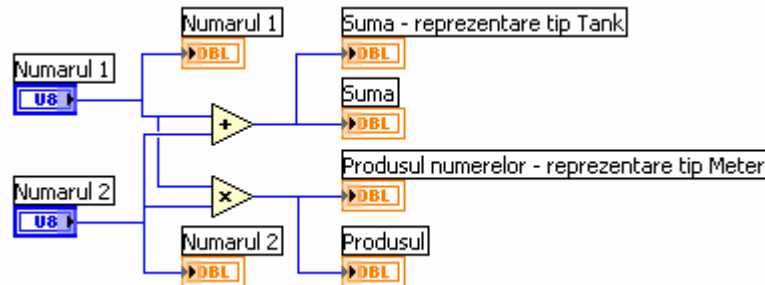 Numarul 1
Suma - reprezentare tip Tank
DBL
DBL
Numarul 1
U8
Suma
+
DBL
Produsul numerelor - reprezentare tip Meter
Numarul 2
x
DBL
U8
Numarul 2
Produsul
DBL
DBL